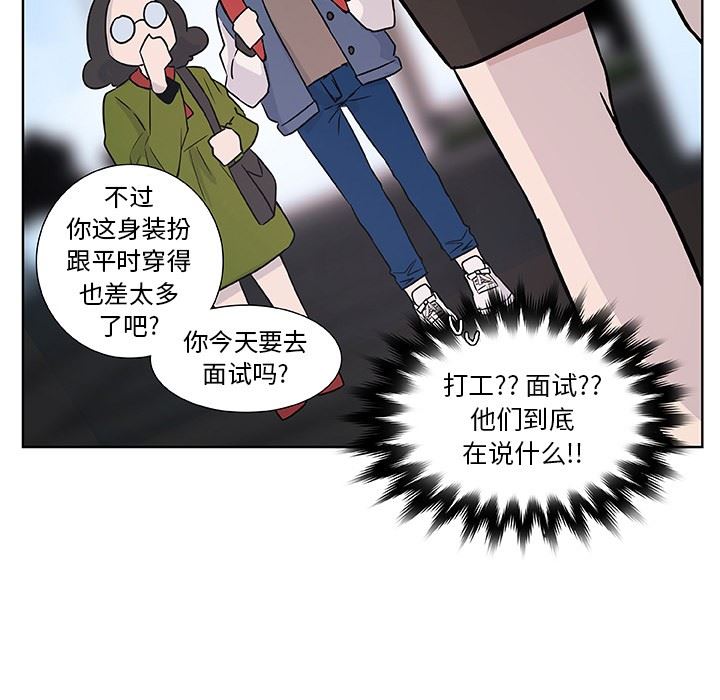 不过
你这身装扮
跟平时穿得
也差太多
了吧?
你今天要去
面试吗?
打工?? 面试??
他们到底
在说什么!!